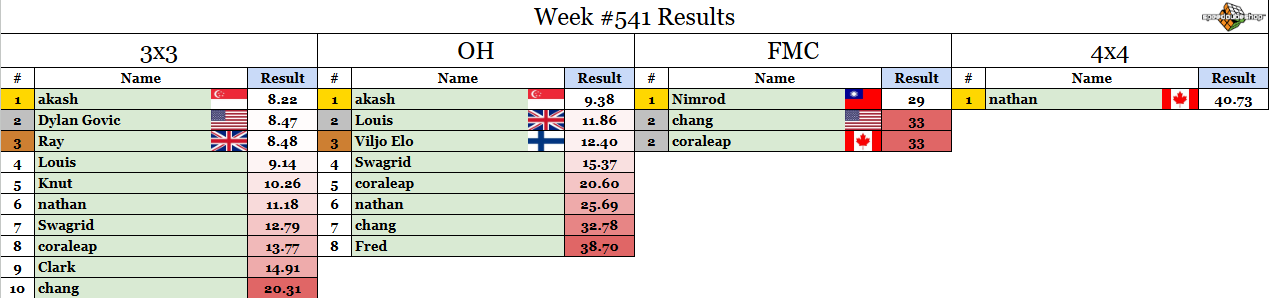 Week #541 Results
speedcubeshop
3x3 OH FMC 4x4
# Name Result # Name Result # Name Result # Name Result
1 akash 8.22 1 akash 9.38 1 Nimrod 29 1 nathan 40.73
2 Dylan Govic 8.47 2 Louis 11.86 2 chang 33
3 Ray 8.48 3 Viljo Elo 12.40 2 coraleap 33
4 Louis 9.14 4 Swagrid 15.37
5 Knut 10.26 5 coraleap 20.60
6 nathan 11.18 6 nathan 25.69
7 Swagrid 12.79 7 chang 32.78
8 coraleap 13.77 8 Fred 38.70
9 Clark 14.91
10 chang 20.31